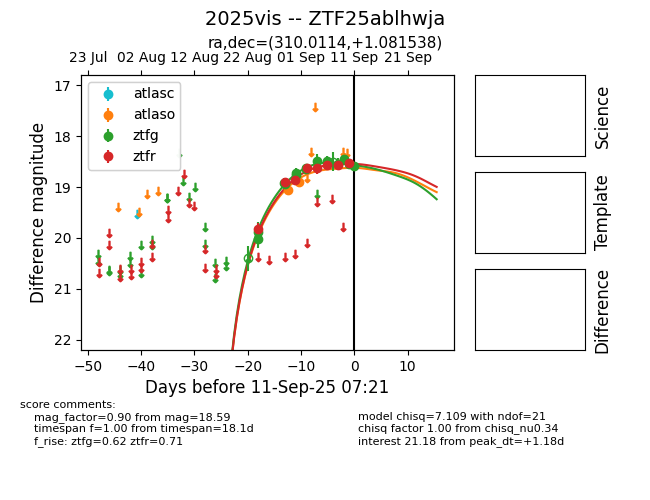 2025vis -- ZTF25ablhwja
ra,dec=(310.0114,+1.081538)
23 Jul 02 Aug 12 Aug 22 Aug 01 Sep 11 Sep 21 Sep
atlasc
atlaso
ztfg
ztfr
17
18
19
20
21
22
Difference magnitude
−50 −40 −30 −20 −10 0 10
Days before 11-Sep-25 07:21
Science
Template
Difference
score comments:
mag_factor=0.90 from mag=18.59
timespan f=1.00 from timespan=18.1d
f_rise: ztfg=0.62 ztfr=0.71
model chisq=7.109 with ndof=21
chisq factor 1.00 from chisq_nu0.34
interest 21.18 from peak_dt=+1.18d